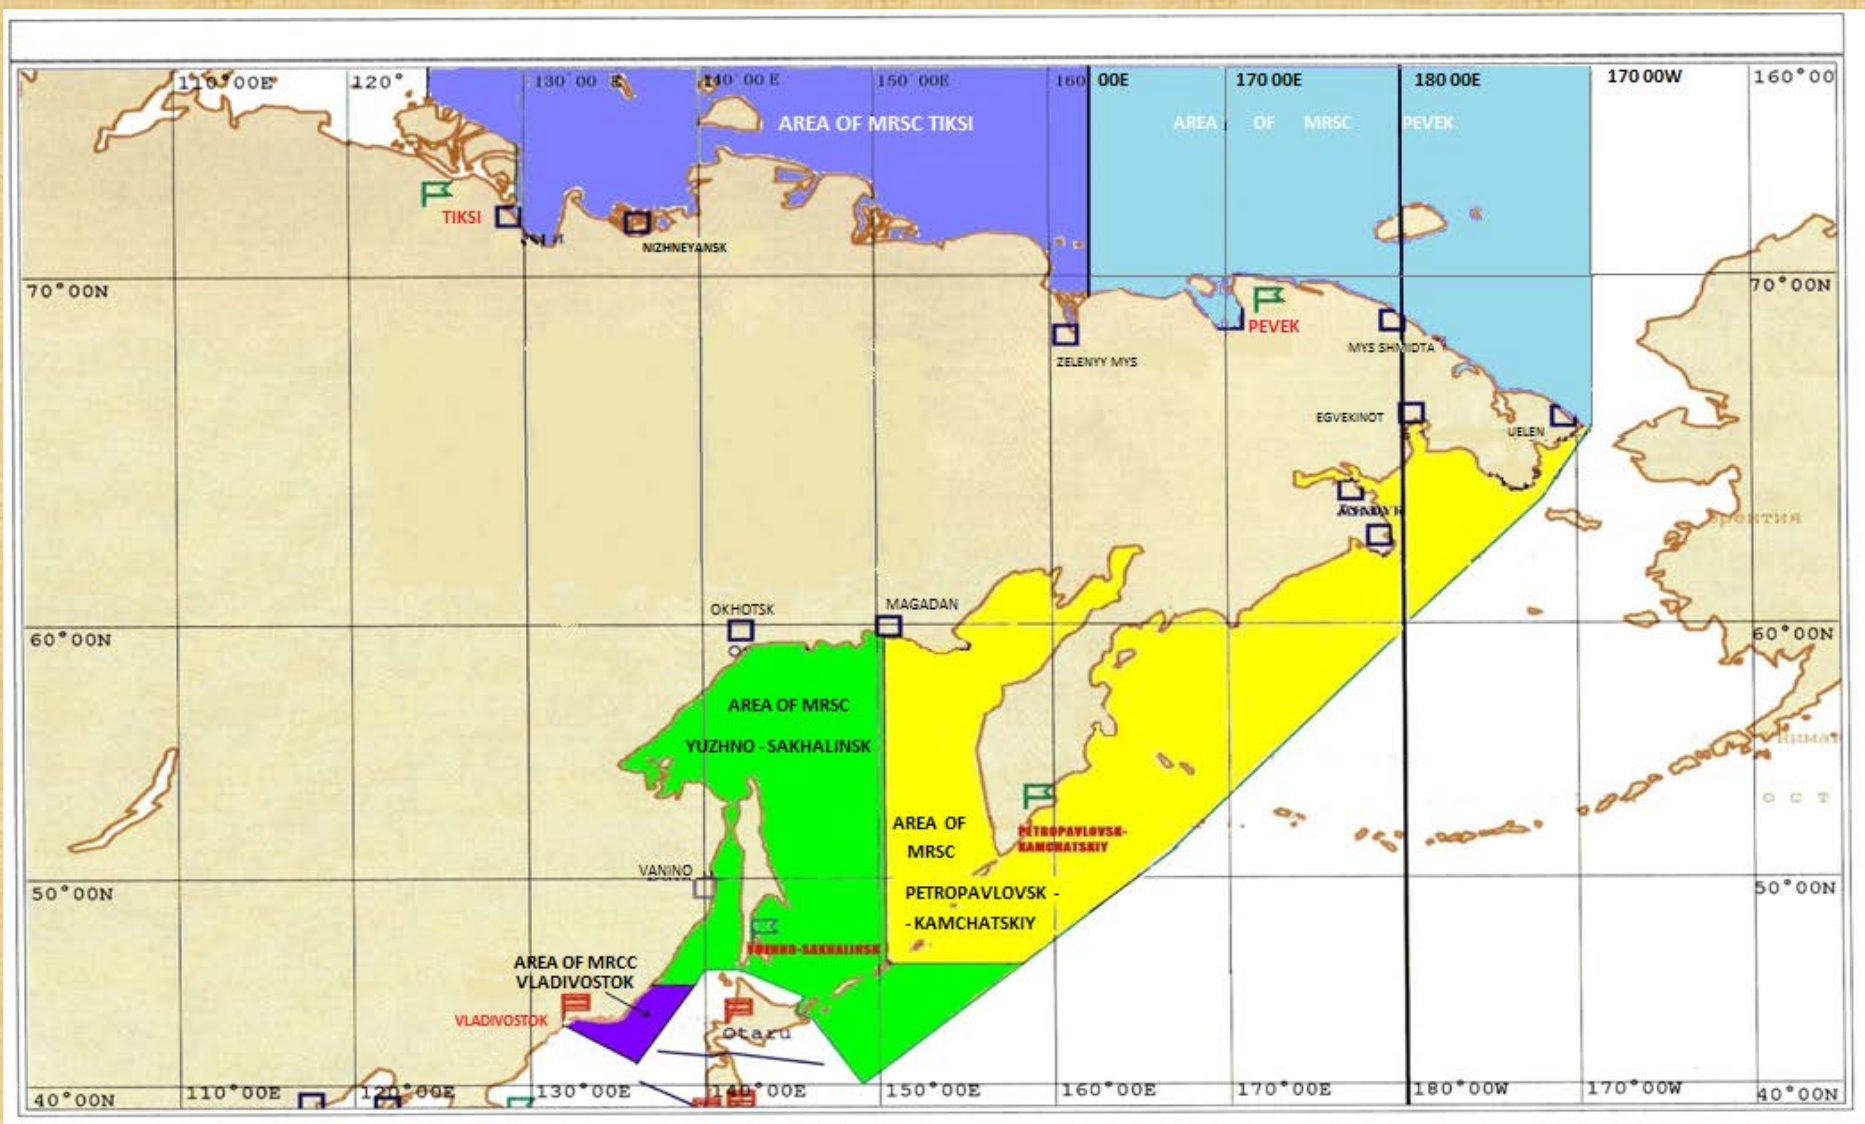 110°00E
120°
130°00 E
140°00 E
150°00E
160 00E
170 00E
180 00E
170 00W
160°00
AREA OF MRSC TIKSI
AREA OF MRSC PEVEK
TIKSI
NIZHNEYANSK
70°00N
70°00N
PEVEK
MYS SHMIDTA
ZELENYY MYS
EGVEKINOT
UELEN
OKHOTSK
MAGADAN
60°00N
60°00N
AREA OF MRSC
YUZHNO - SAKHALINSK
AREA OF
MRSC
PETROPAVLOVSK -
- KAMCHATSKIY
PETROPAVLOVSK-
KAMCHATSKIY
О С Т
VANINO
50°00N
50°00N
YUZHNO-SAKHALINSK
AREA OF MRCC
VLADIVOSTOK
VLADIVOSTOK
Otaru
40°00N
110°00E
120°00E
130°00E
140°00E
150°00E
160°00E
170°00E
180°00W
170°00W
40°00N